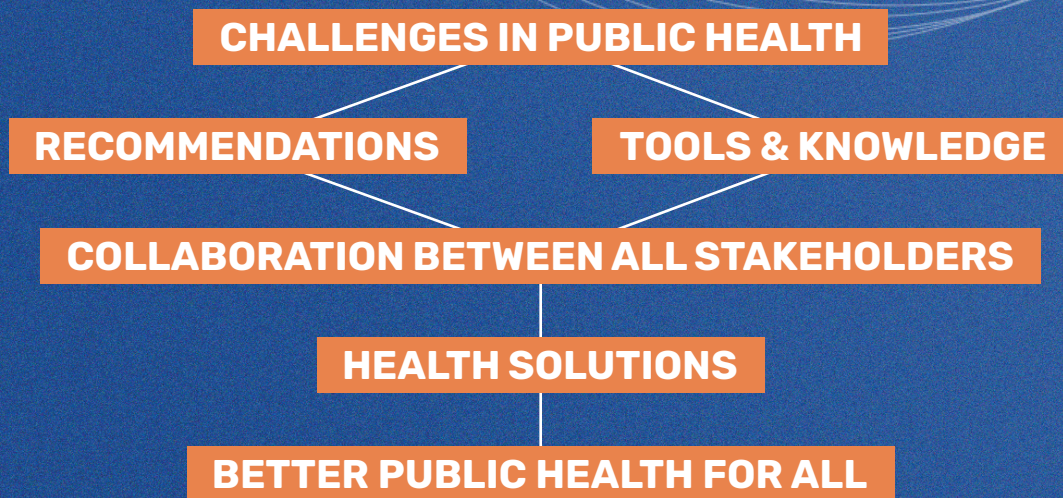 CHALLENGES IN PUBLIC HEALTH
RECOMMENDATIONS
TOOLS & KNOWLEDGE
COLLABORATION BETWEEN ALL STAKEHOLDERS
HEALTH SOLUTIONS
BETTER PUBLIC HEALTH FOR ALL